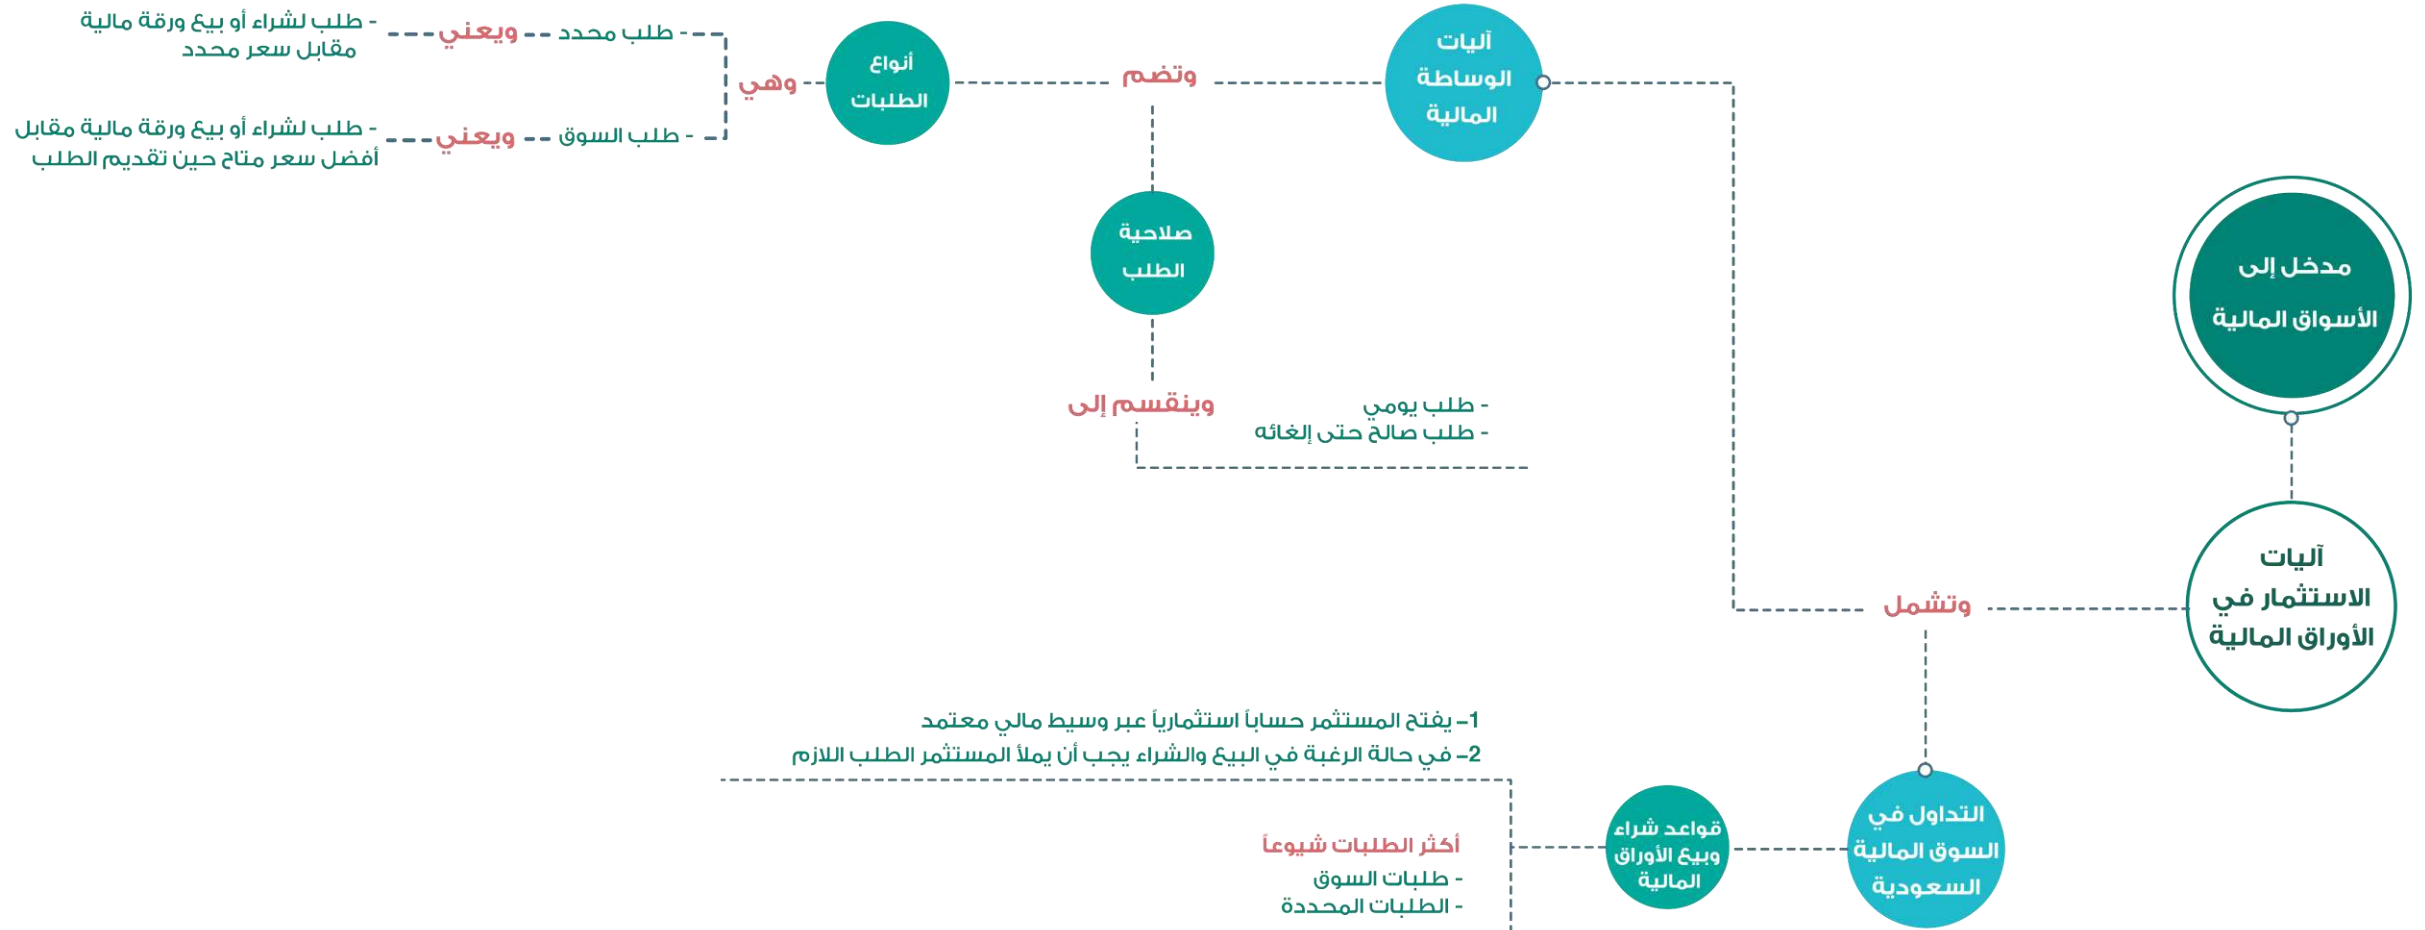 مدخل إلى
الأسواق المالية
آليات
الاستثمار في
الأوراق المالية
وتشمل
آليات
الوساطة
المالية
وتضم
أنواع
الطلبات
وهي
- طلب محدد
ويعني
- طلب لشراء أو بيع ورقة مالية
مقابل سعر محدد
- طلب السوق
ويعني
- طلب لشراء أو بيع ورقة مالية مقابل
أفضل سعر متاح حين تقديم الطلب
صلاحية
الطلب
وينقسم إلى
- طلب يومي
- طلب صالح حتى إلغائه
التداول في
السوق المالية
السعودية
قواعد شراء
وبيع الأوراق
المالية
1- يفتح المستثمر حساباً استثمارياً عبر وسيط مالي معتمد
2- في حالة الرغبة في البيع والشراء يجب أن يملأ المستثمر الطلب اللازم
أكثر الطلبات شيوعاً
- طلبات السوق
- الطلبات المحددة